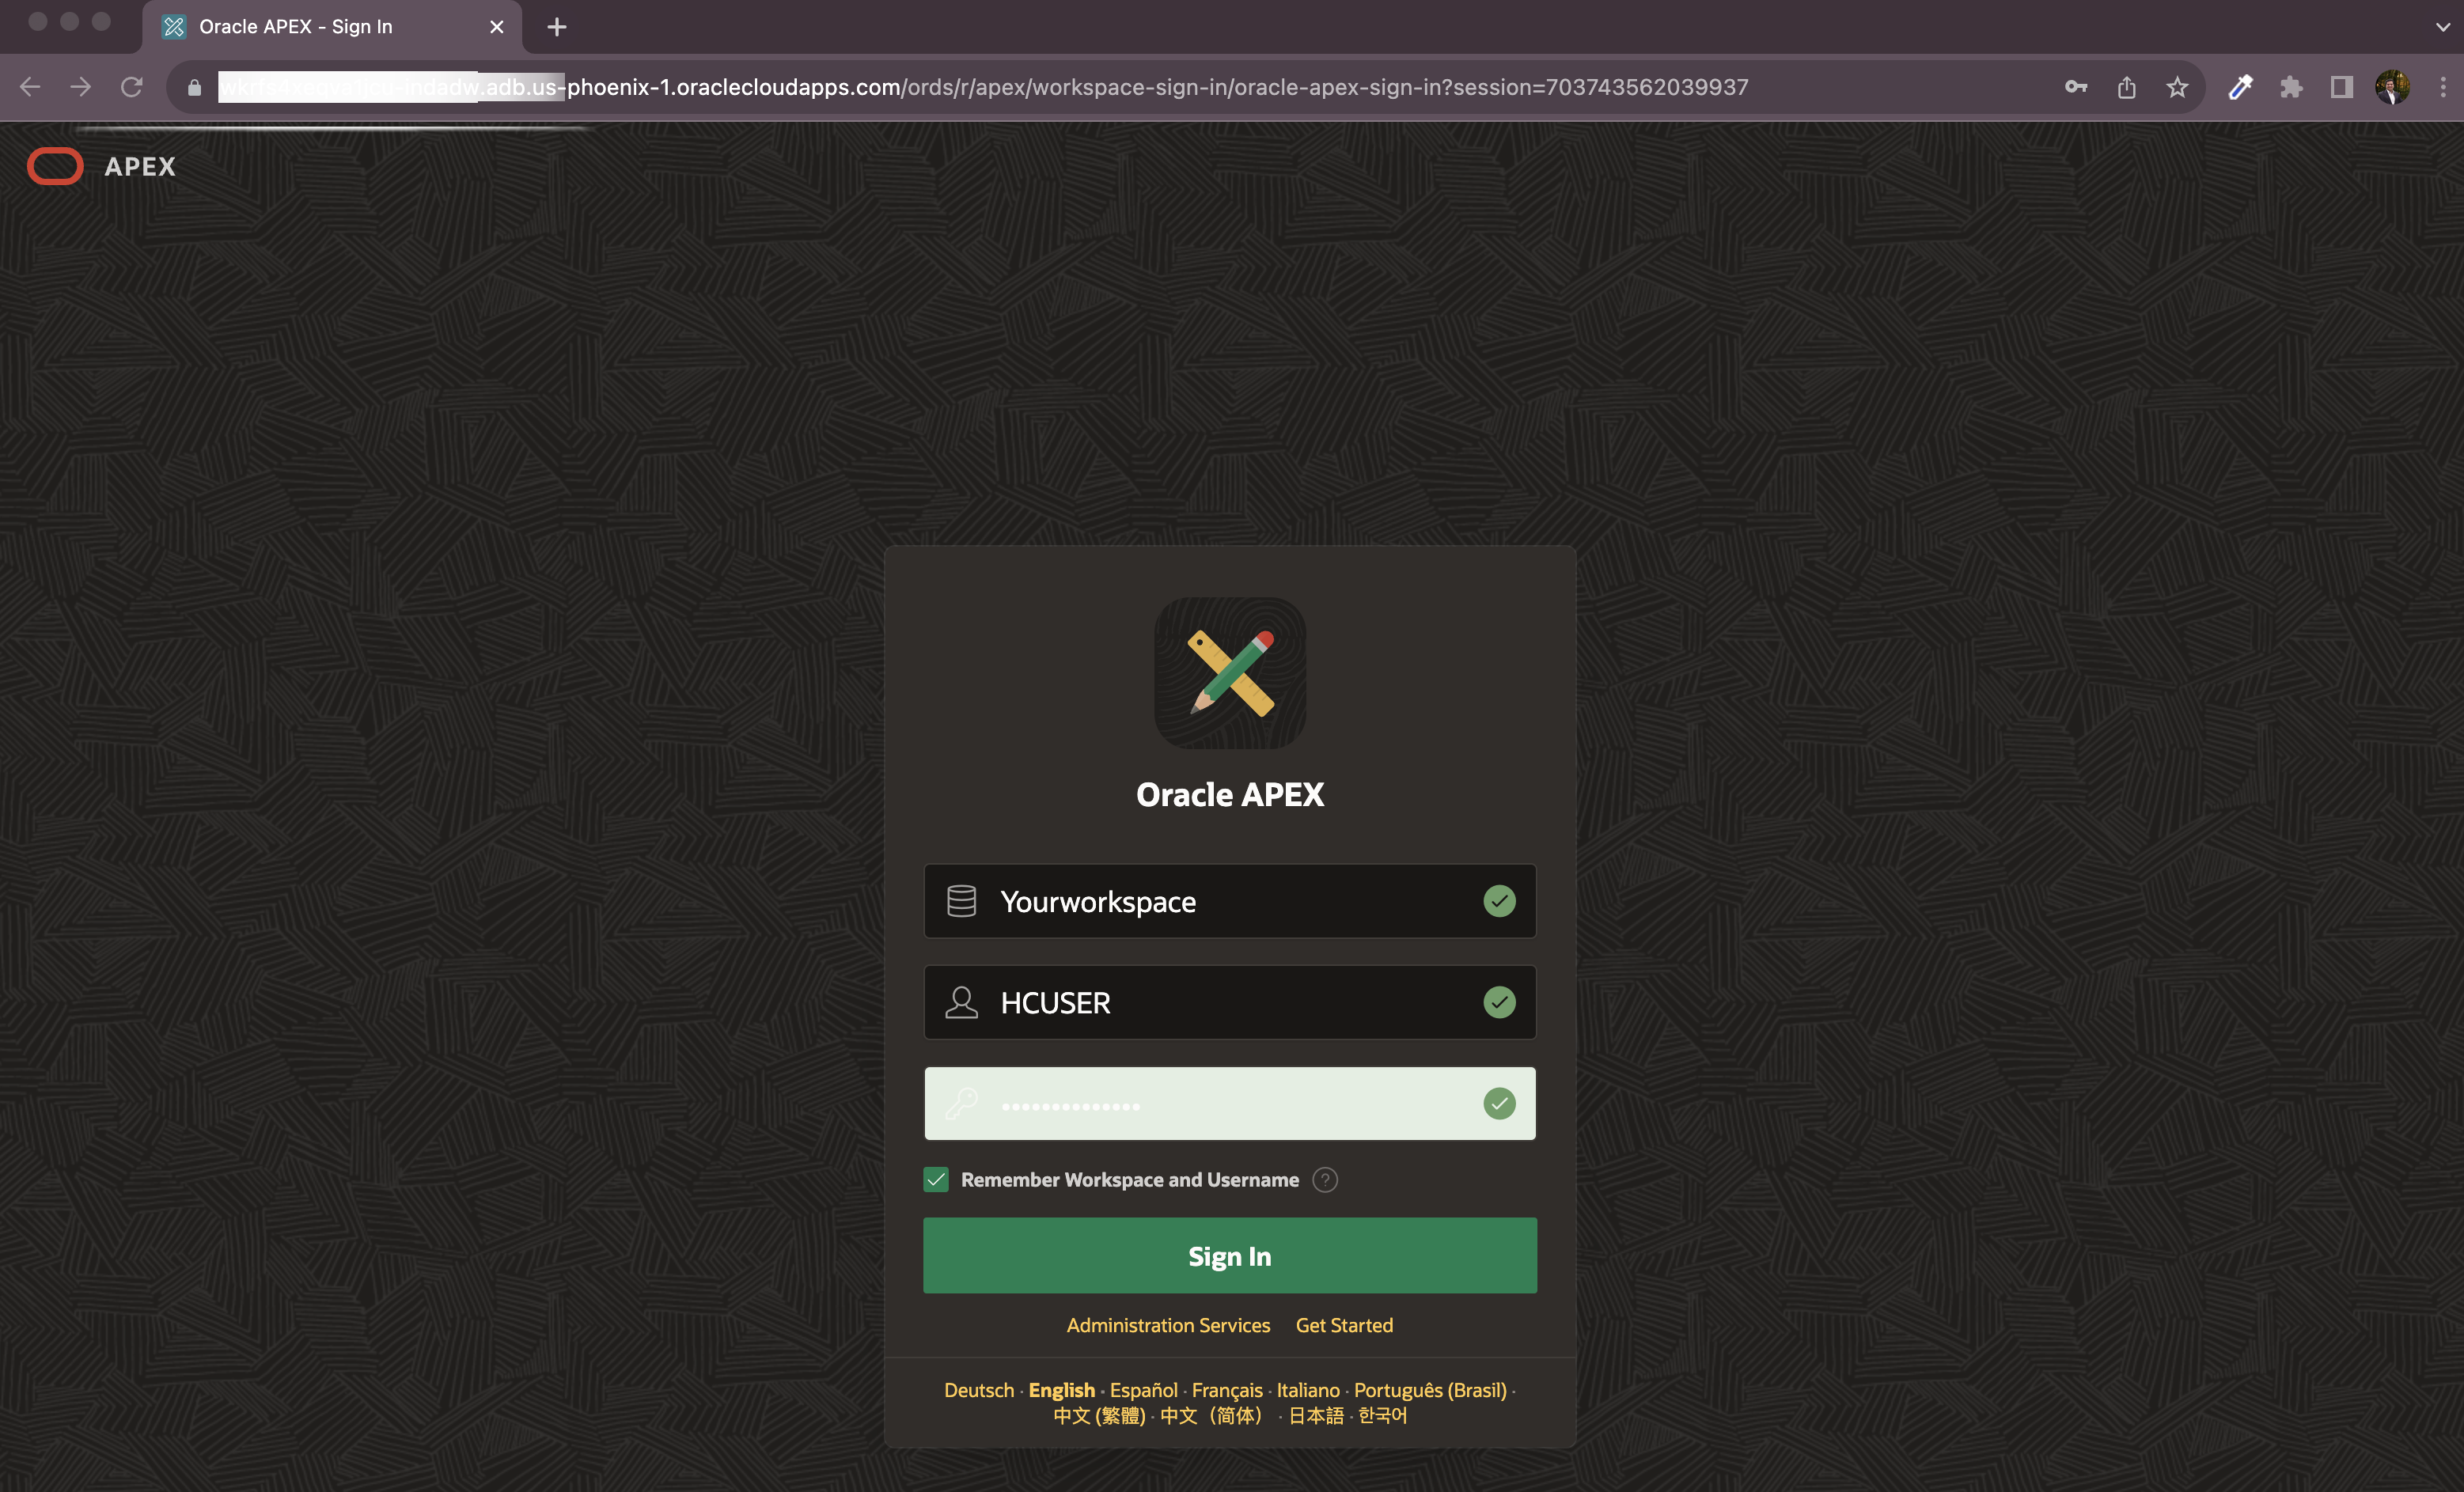 Oracle APEX - Sign In
.adb.us-phoenix-1.oraclecloudapps.com/ords/r/apex/workspace-sign-in/oracle-apex-sign-in?session=703743562039937
APEX
Oracle APEX
Yourworkspace
HCUSER
Remember Workspace and Username ?
Sign In
Administration Services Get Started
Deutsch · English · Español · Français · Italiano · Português (Brasil) ·
中文 (繁體) · 中文（简体） · 日本語 · 한국어